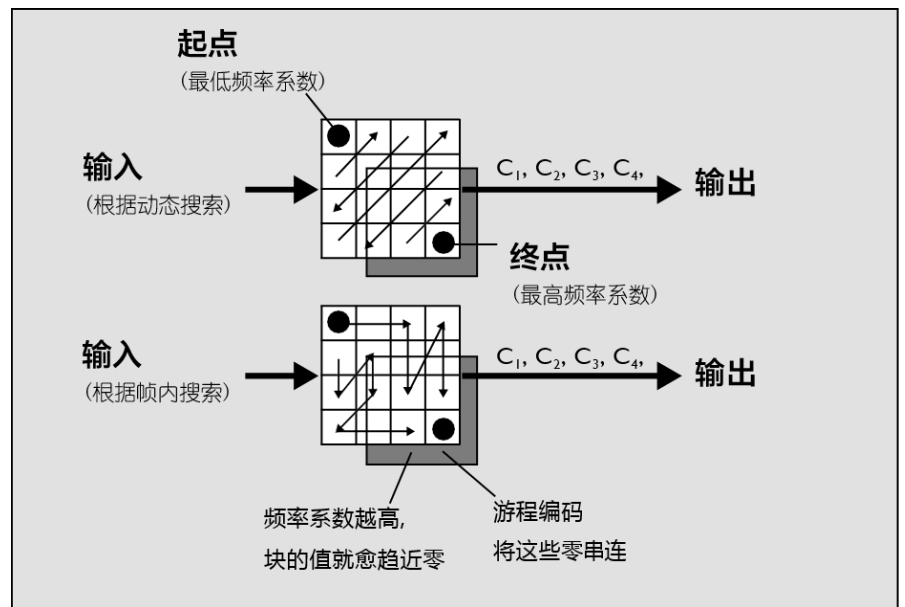 起点
(最低频率系数)
输入
(根据动态搜索)
C₁, C₂, C₃, C₄,
输出
终点
(最高频率系数)
输入
(根据帧内搜索)
C₁, C₂, C₃, C₄,
输出
频率系数越高,
块的值就愈趋近零
游程编码
将这些零串连